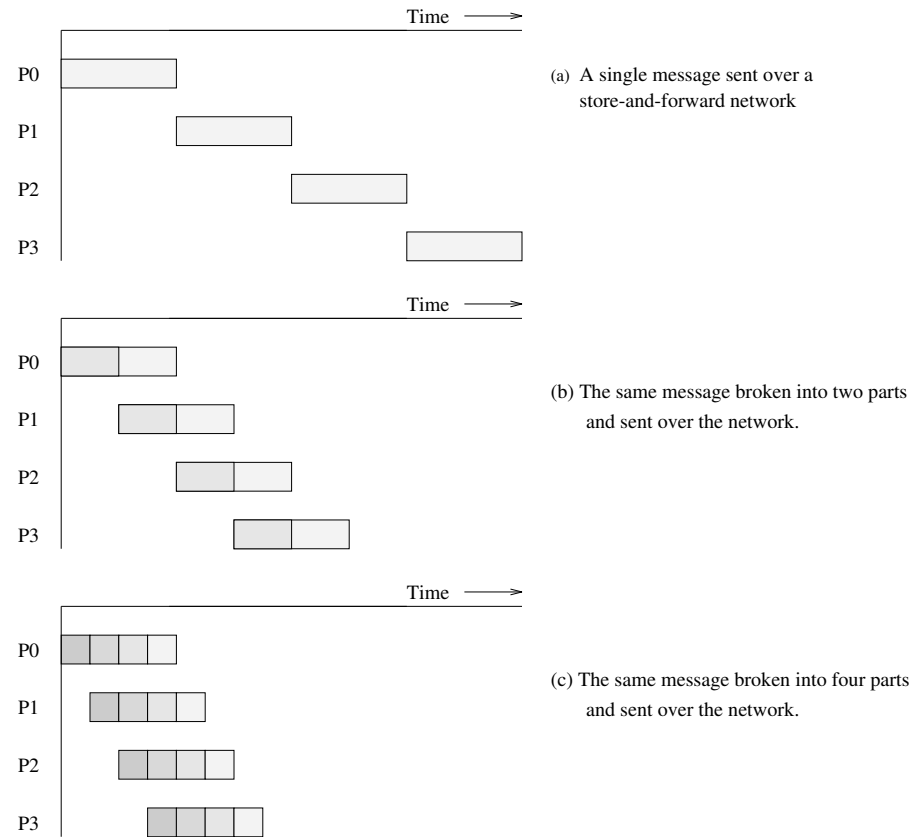 Time
P0
(a) A single message sent over a
store-and-forward network
P1
P2
P3
Time
P0
(b) The same message broken into two parts
and sent over the network.
P1
P2
P3
Time
P0
(c) The same message broken into four parts
and sent over the network.
P1
P2
P3